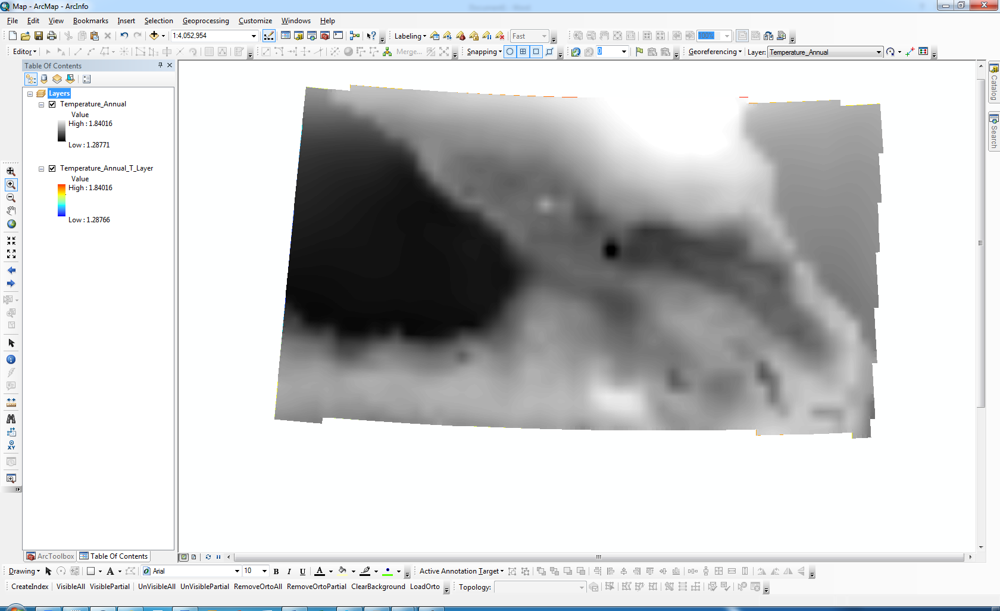 Map - ArcMap - ArcInfo
File Edit View Bookmarks Insert Selection Geoprocessing Customize Windows Help
1:4,052,954 Labeling Fast 100%
Editor Merge... Snapping 0 Georeferencing Layer: Temperature_Annual
Table Of Contents
Layers
Temperature_Annual
Value
High : 1.84016
Low : 1.28771
Temperature_Annual_T_Layer
Value
High : 1.84016
Low : 1.28766
XY
Catalog
Search
ArcToolbox Table Of Contents
Drawing A Arial 10 B I U A Active Annotation Target
CreateIndex VisibleAll VisiblePartial UnVisibleAll UnVisiblePartial RemoveOrtoAll RemoveOrtoPartial ClearBackground LoadOrto Topology: